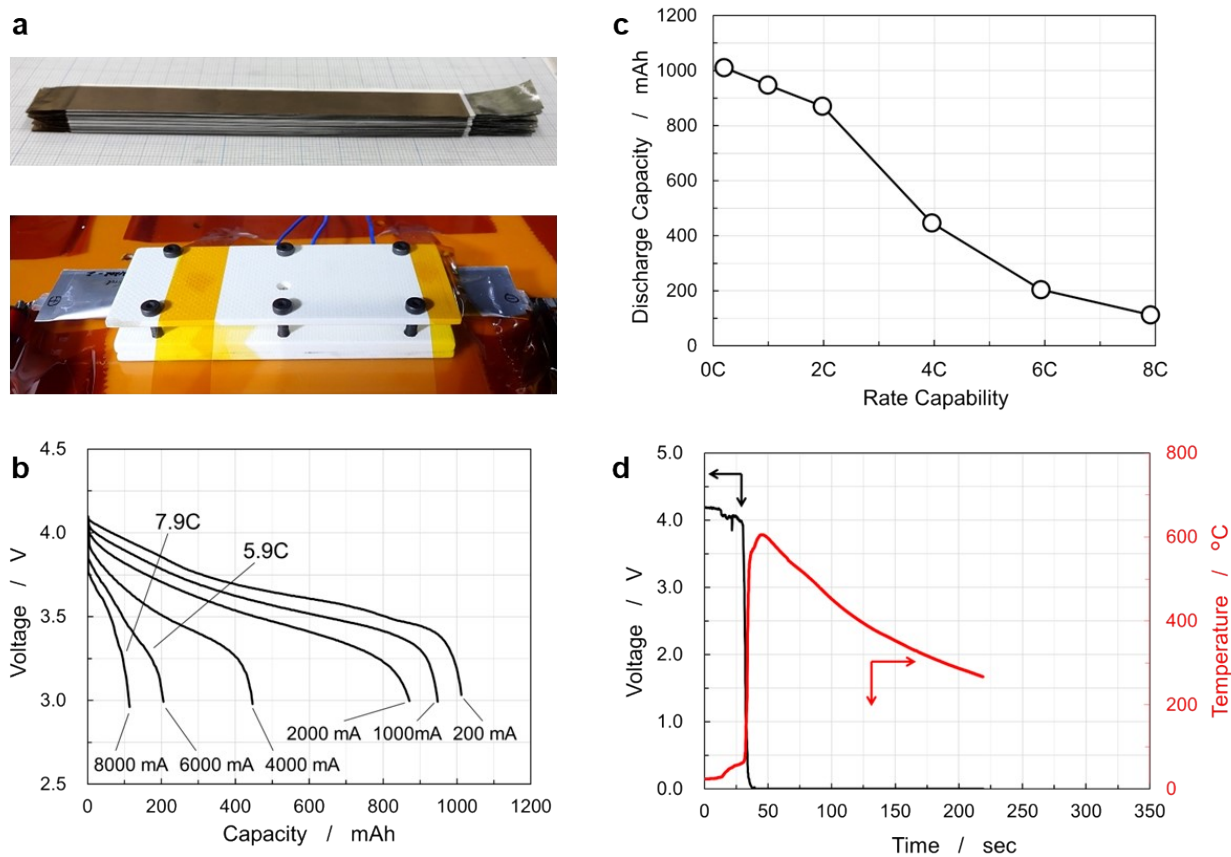 a
b
4.5
4.0
3.5
3.0
2.5
Voltage / V
7.9C
5.9C
2000 mA
1000mA
200 mA
8000 mA
6000 mA
4000 mA
0
200
400
600
800
1000
1200
Capacity / mAh
c
1200
1000
800
600
400
200
0
Discharge Capacity / mAh
0C
2C
4C
6C
8C
Rate Capability
d
5.0
4.0
3.0
2.0
1.0
0.0
Voltage / V
800
600
400
200
0
Temperature / °C
0
50
100
150
200
250
300
350
Time / sec